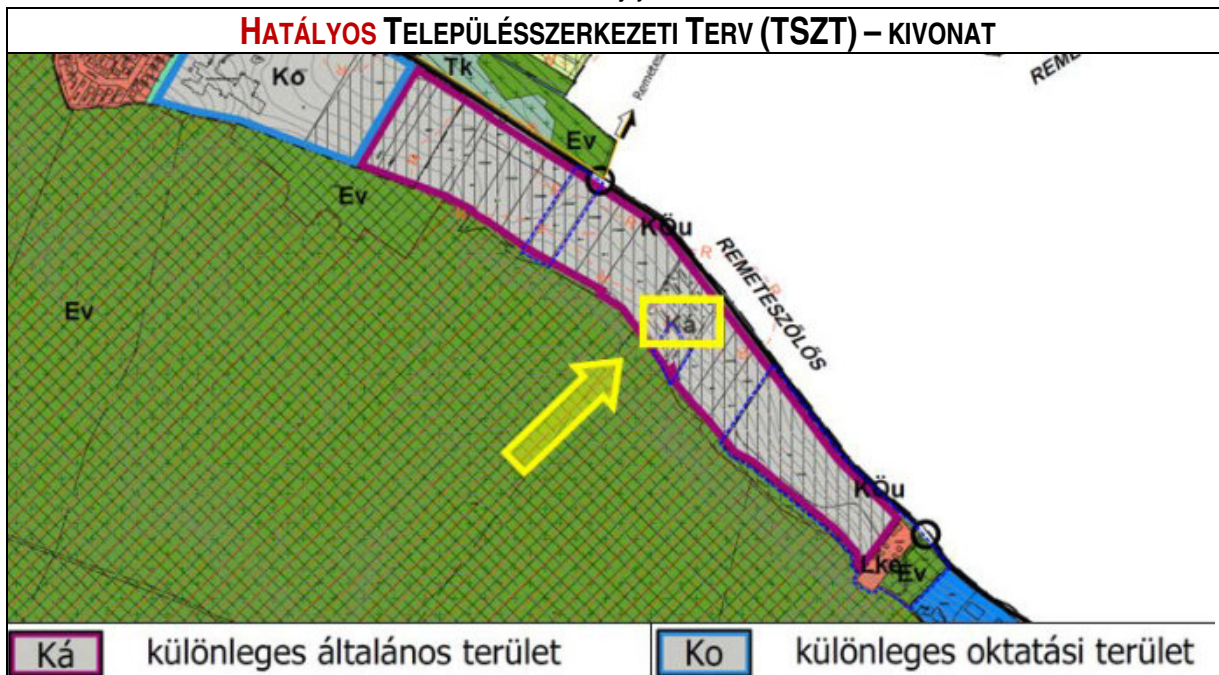 HATÁLYOS TELEPÜLÉSSZERKEZETI TERV (TSZT) – KIVONAT
Ko
Tk
Ev
Ev
Ev
KÖu
R
R
REMETESZŐLŐS
Ká
KÖu
Lke
Ev
Ká
különleges általános terület
Ko
különleges oktatási terület